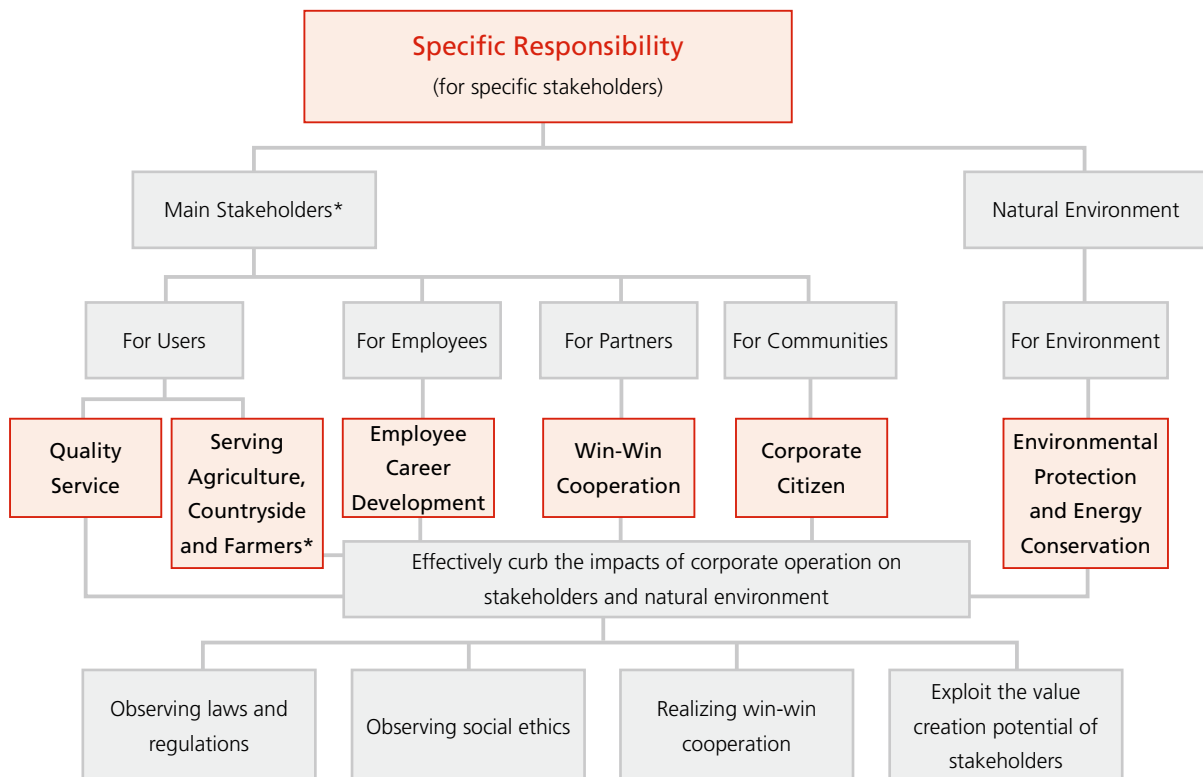 Specific Responsibility
(for specific stakeholders)
Main Stakeholders*
Natural Environment
For Users
For Employees
For Partners
For Communities
For Environment
Quality
Service
Serving
Agriculture,
Countryside
and Farmers*
Employee
Career
Development
Win-Win
Cooperation
Corporate
Citizen
Environmental
Protection
and Energy
Conservation
Effectively curb the impacts of corporate operation on
stakeholders and natural environment
Observing laws and
regulations
Observing social ethics
Realizing win-win
cooperation
Exploit the value
creation potential of
stakeholders